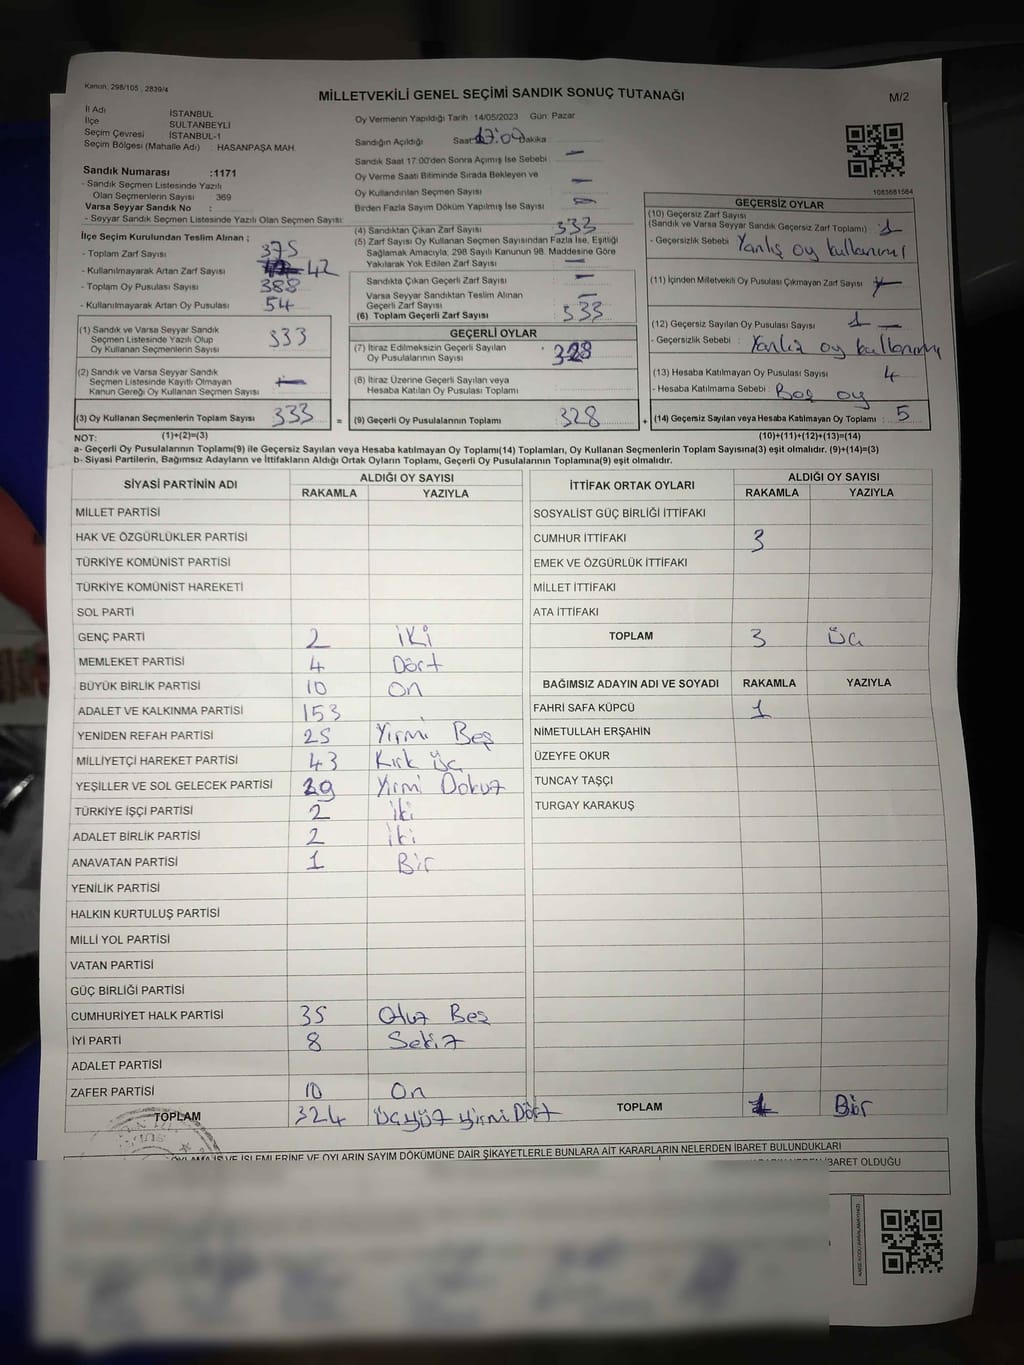 Kanun, 298/105 , 2839/4
MİLLETVEKİLİ GENEL SEÇİMİ SANDIK SONUÇ TUTANAĞI
M/2
İl Adı İSTANBUL
İlçe SULTANBEYLİ
Seçim Çevresi İSTANBUL-1
Seçim Bölgesi (Mahalle Adı) : HASANPAŞA MAH.
Sandık Numarası :1171
- Sandık Seçmen Listesinde Yazılı
Olan Seçmenlerin Sayısı 369
Varsa Seyyar Sandık No :
- Seyyar Sandık Seçmen Listesinde Yazılı Olan Seçmen Sayısı:
İlçe Seçim Kurulundan Teslim Alınan ;
- Toplam Zarf Sayısı 375
- Kullanılmayarak Artan Zarf Sayısı 42
- Toplam Oy Pusulası Sayısı 388
- Kullanılmayarak Artan Oy Pusulası 54
(1) Sandık ve Varsa Seyyar Sandık
Seçmen Listesinde Yazılı Olup
Oy Kullanan Seçmenlerin Sayısı 333
(2) Sandık ve Varsa Seyyar Sandık
Seçmen Listesinde Kayıtlı Olmayan
Kanun Gereği Oy Kullanan Seçmen Sayısı —
(3) Oy Kullanan Seçmenlerin Toplam Sayısı 333 =
Oy Vermenin Yapıldığı Tarih 14/05/2023 Gün: Pazar
Sandığın Açıldığı Saat 17:04 Dakika
Sandık Saat 17:00'den Sonra Açımış İse Sebebi —
Oy Verme Saati Bitiminde Sırada Bekleyen ve
Oy Kullandırılan Seçmen Sayısı —
Birden Fazla Sayım Döküm Yapılmış İse Sayısı —
(4) Sandıktan Çıkan Zarf Sayısı 333
(5) Zarf Sayısı Oy Kullanan Seçmen Sayısından Fazla İse, Eşitliği
Sağlamak Amacıyla, 298 Sayılı Kanunun 98. Maddesine Göre
Yakılarak Yok Edilen Zarf Sayısı —
Sandıkta Çıkan Geçerli Zarf Sayısı —
Varsa Seyyar Sandıktan Teslim Alınan
Geçerli Zarf Sayısı —
(6) Toplam Geçerli Zarf Sayısı 333
GEÇERLİ OYLAR
(7) İtiraz Edilmeksizin Geçerli Sayılan
Oy Pusulalarının Sayısı 328
(8) İtiraz Üzerine Geçerli Sayılan veya
Hesaba Katılan Oy Pusulası Toplamı
(9) Geçerli Oy Pusulalarının Toplamı 328 +
1083681564
GEÇERSİZ OYLAR
(10) Geçersiz Zarf Sayısı
(Sandık ve Varsa Seyyar Sandık Geçersiz Zarf Toplamı) :
- Geçersizlik Sebebi Yanlış oy kullanımı
(11) İçinden Milletvekili Oy Pusulası Çıkmayan Zarf Sayısı
(12) Geçersiz Sayılan Oy Pusulası Sayısı 1 —
- Geçersizlik Sebebi : Yanlız oy kullanımı
(13) Hesaba Katılmayan Oy Pusulası Sayısı 4
- Hesaba Katılmama Sebebi Boş oy
(14) Geçersiz Sayılan veya Hesaba Katılmayan Oy Toplamı : 5
NOT: (1)+(2)=(3) (10)+(11)+(12)+(13)=(14)
a- Geçerli Oy Pusulalarının Toplamı(9) ile Geçersiz Sayılan veya Hesaba katılmayan Oy Toplamı(14) Toplamları, Oy Kullanan Seçmenlerin Toplam Sayısına(3) eşit olmalıdır. (9)+(14)=(3)
b- Siyasi Partilerin, Bağımsız Adayların ve İttifakların Aldığı Ortak Oyların Toplamı, Geçerli Oy Pusulalarının Toplamına(9) eşit olmalıdır.
SİYASİ PARTİNİN ADI ALDIĞI OY SAYISI
RAKAMLA YAZIYLA
MİLLET PARTİSİ
HAK VE ÖZGÜRLÜKLER PARTİSİ
TÜRKİYE KOMÜNİST PARTİSİ
TÜRKİYE KOMÜNİST HAREKETİ
SOL PARTİ
GENÇ PARTİ 2 İKİ
MEMLEKET PARTİSİ 4 Dört
BÜYÜK BİRLİK PARTİSİ 10 On
ADALET VE KALKINMA PARTİSİ 153
YENİDEN REFAH PARTİSİ 25 Yirmi Beş
MİLLİYETÇİ HAREKET PARTİSİ 43 Kırk üç
YEŞİLLER VE SOL GELECEK PARTİSİ 29 Yirmi Dokuz
TÜRKİYE İŞÇİ PARTİSİ 2 iki
ADALET BİRLİK PARTİSİ 2 iki
ANAVATAN PARTİSİ 1 Bir
YENİLİK PARTİSİ
HALKIN KURTULUŞ PARTİSİ
MİLLİ YOL PARTİSİ
VATAN PARTİSİ
GÜÇ BİRLİĞİ PARTİSİ
CUMHURİYET HALK PARTİSİ 35 Otuz Beş
İYİ PARTİ 8 Sekiz
ADALET PARTİSİ
ZAFER PARTİSİ 10 On
TOPLAM 324 üçyüz yirmi Dört
İTTİFAK ORTAK OYLARI ALDIĞI OY SAYISI
RAKAMLA YAZIYLA
SOSYALİST GÜÇ BİRLİĞİ İTTİFAKI
CUMHUR İTTİFAKI 3
EMEK VE ÖZGÜRLÜK İTTİFAKI
MİLLET İTTİFAKI
ATA İTTİFAKI
TOPLAM 3 üç
BAĞIMSIZ ADAYIN ADI VE SOYADI RAKAMLA YAZIYLA
FAHRİ SAFA KÜPCÜ 1
NİMETULLAH ERŞAHİN
ÜZEYFE OKUR
TUNCAY TAŞÇI
TURGAY KARAKUŞ
TOPLAM 1 Bir
İŞLEMLERİNE VE OYLARIN SAYIM DÖKÜMÜNE DAİR ŞİKAYETLERLE BUNLARA AİT KARARLARIN NELERDEN İBARET BULUNDUKLARI
İBARET OLDUĞU